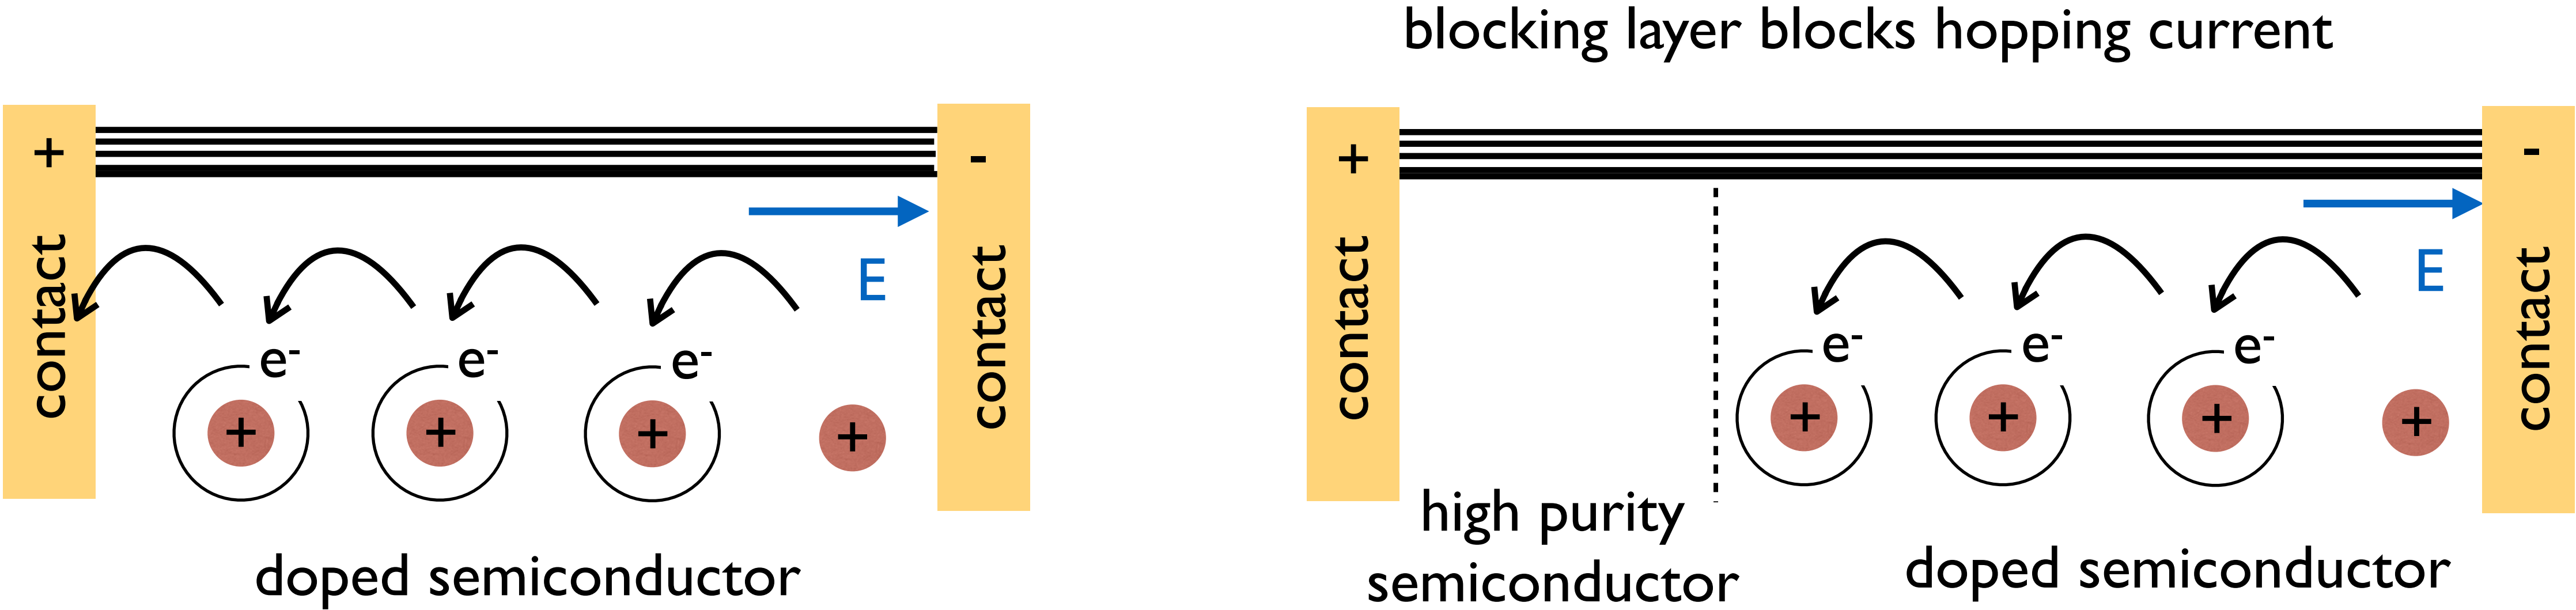 blocking layer blocks hopping current
+
contact
-
contact
E
e-
e-
e-
+
+
+
+
doped semiconductor
+
contact
-
contact
E
e-
e-
e-
+
+
+
+
high purity
semiconductor
doped semiconductor